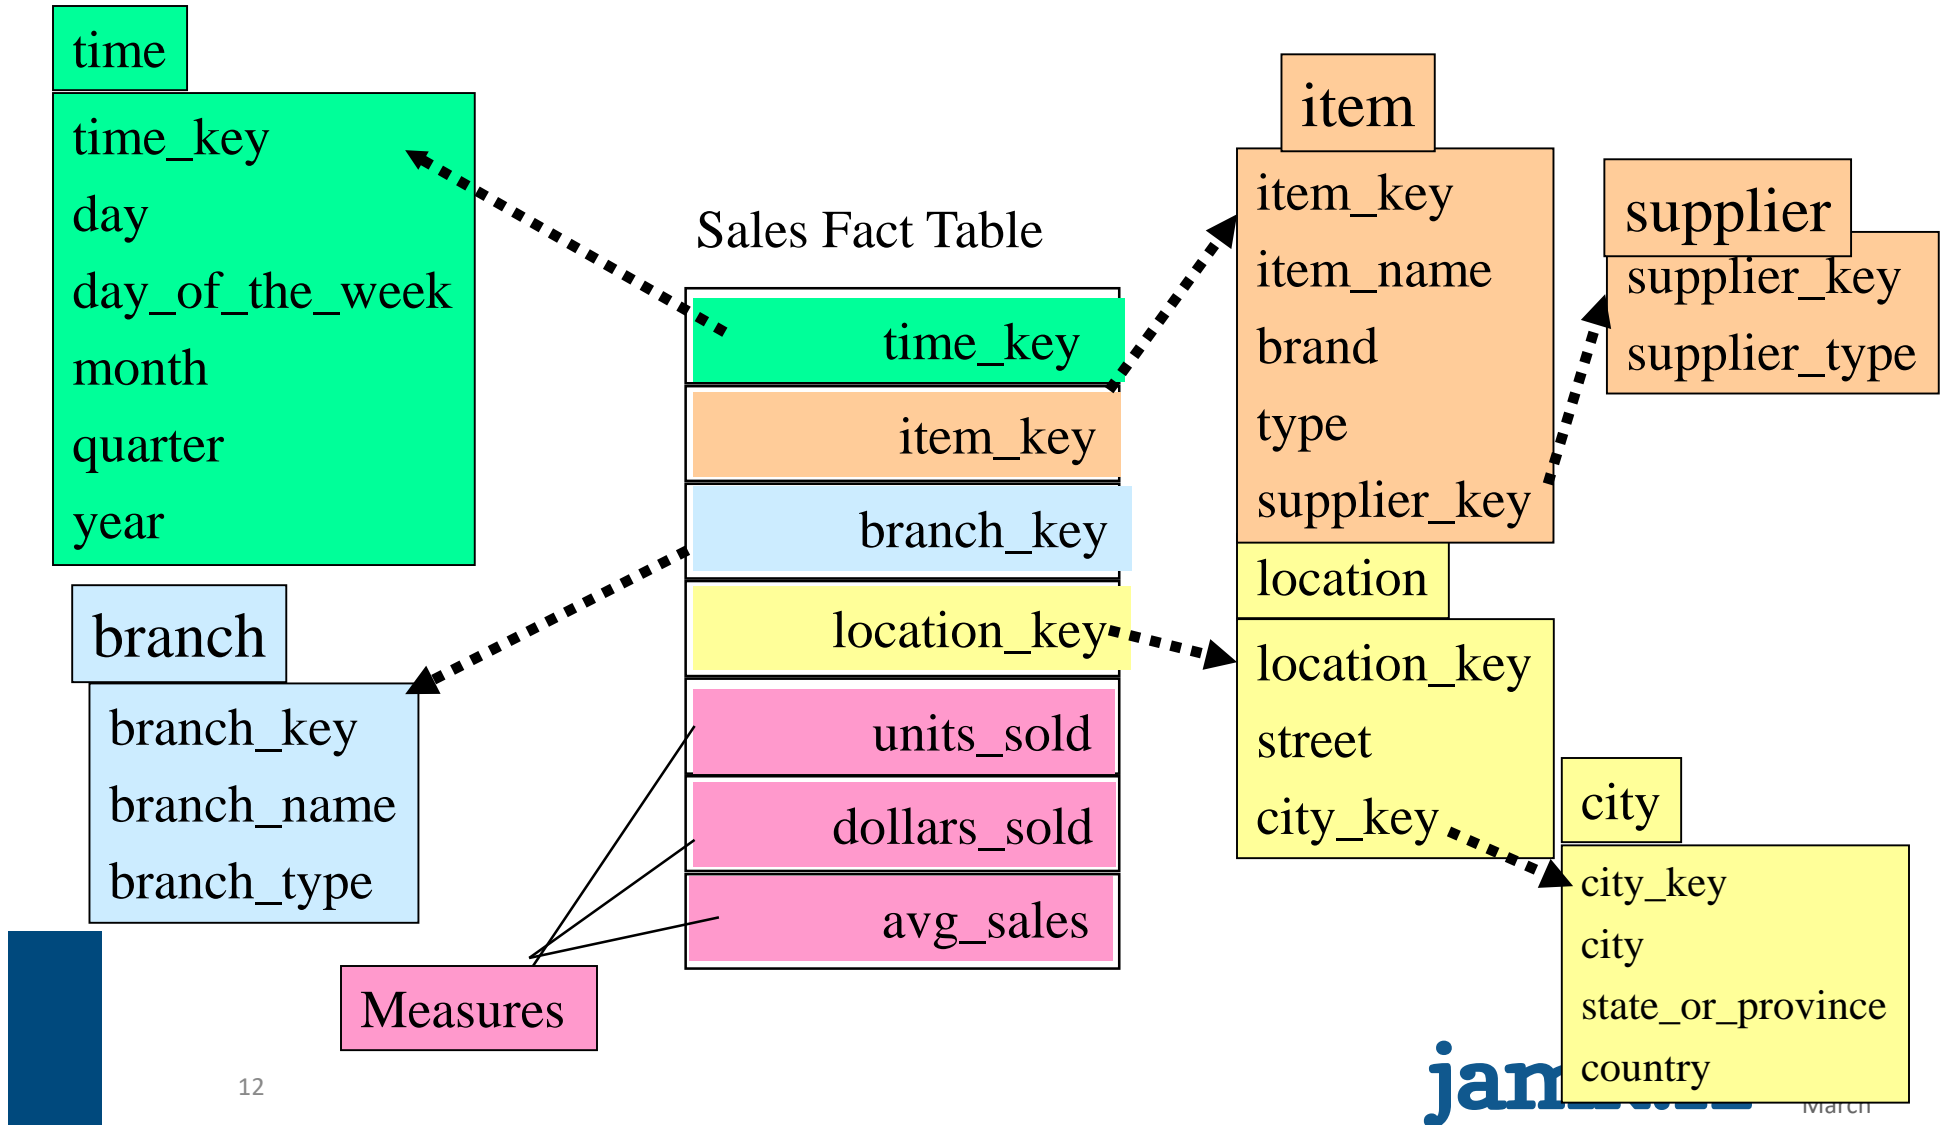 time
time_key
day
day_of_the_week
month
quarter
year
branch
branch_key
branch_name
branch_type
Sales Fact Table
time_key
item_key
branch_key
location_key
units_sold
dollars_sold
avg_sales
Measures
item
item_key
item_name
brand
type
supplier_key
supplier
supplier_key
supplier_type
location
location_key
street
city_key
city
city_key
city
state_or_province
country
12
March